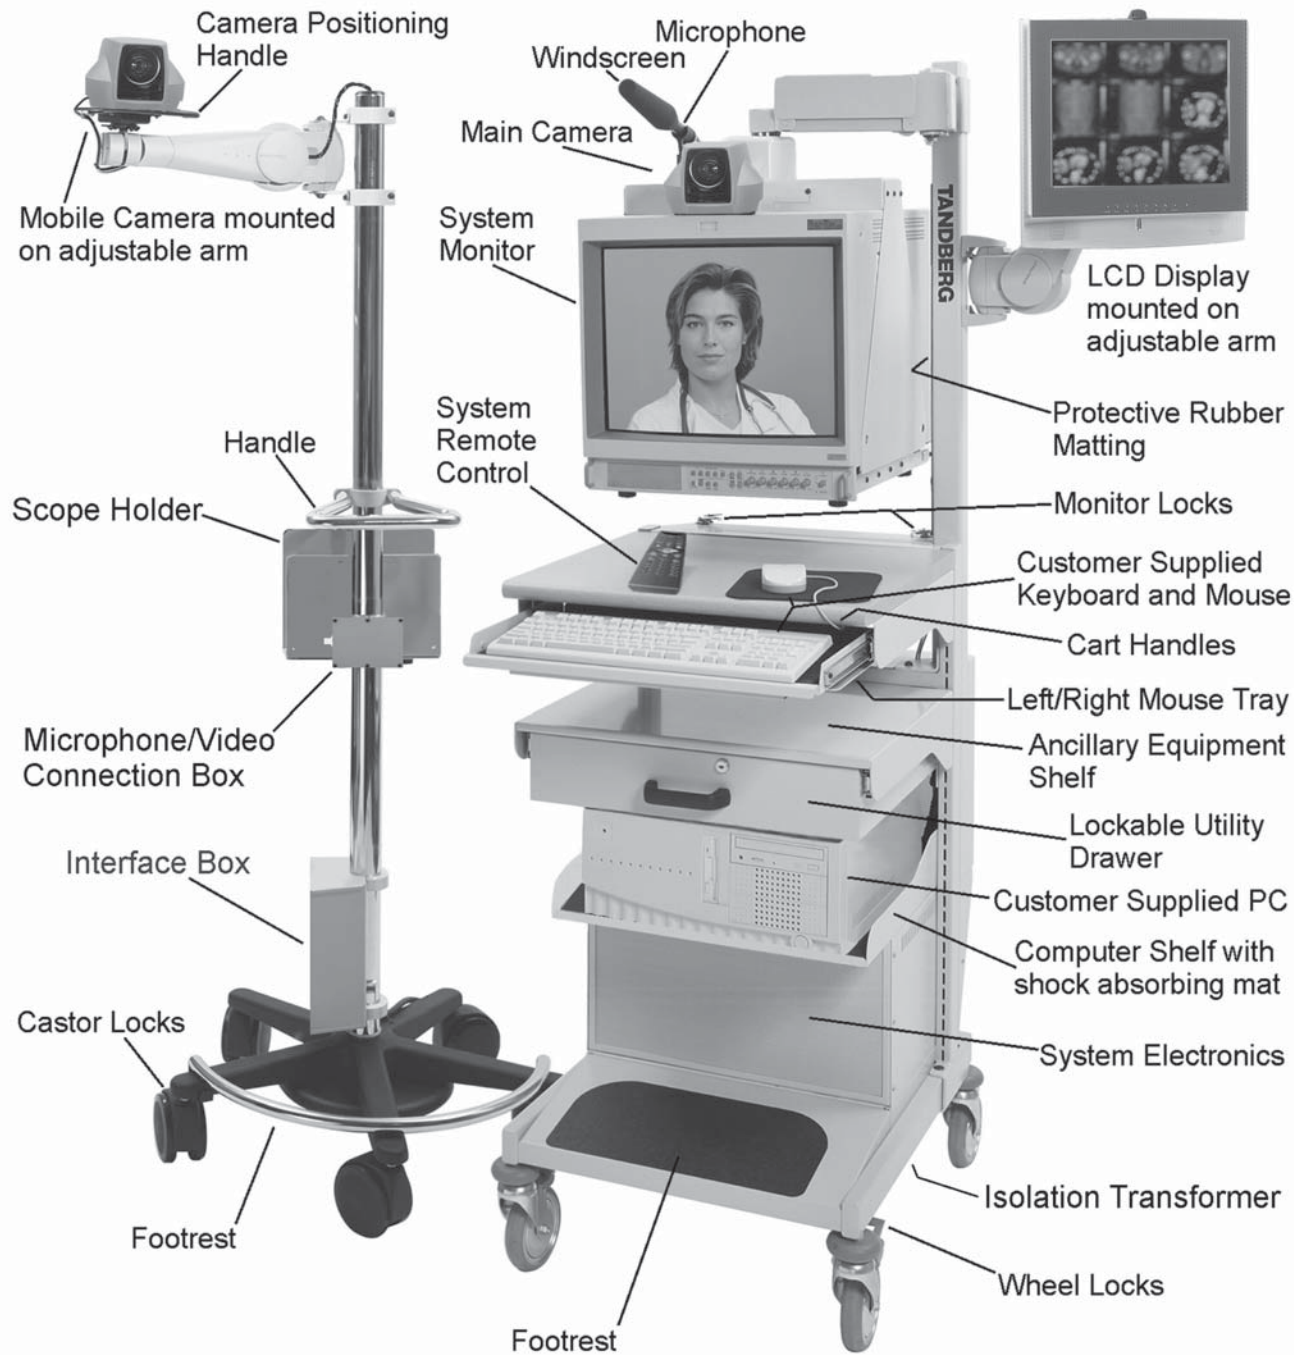 Camera Positioning
Handle
Microphone
Windscreen
Main Camera
Mobile Camera mounted
on adjustable arm
System
Monitor
TANDBERG
LCD Display
mounted on
adjustable arm
System
Remote
Control
Protective Rubber
Matting
Handle
Scope Holder
Monitor Locks
Customer Supplied
Keyboard and Mouse
Cart Handles
Left/Right Mouse Tray
Microphone/Video
Connection Box
Ancillary Equipment
Shelf
Lockable Utility
Drawer
Interface Box
Customer Supplied PC
Computer Shelf with
shock absorbing mat
Castor Locks
System Electronics
Isolation Transformer
Footrest
Wheel Locks
Footrest